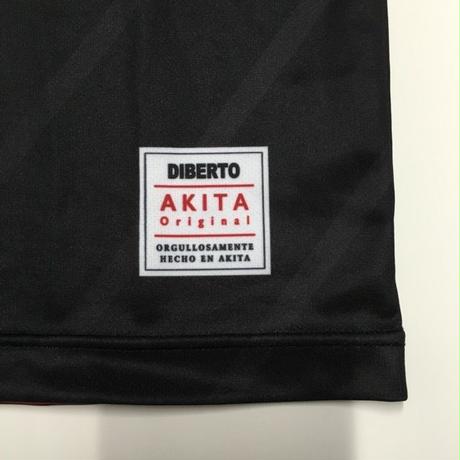 DIBERTO
AKITA
Original
ORGULLOSAMENTE
HECHO EN AKITA